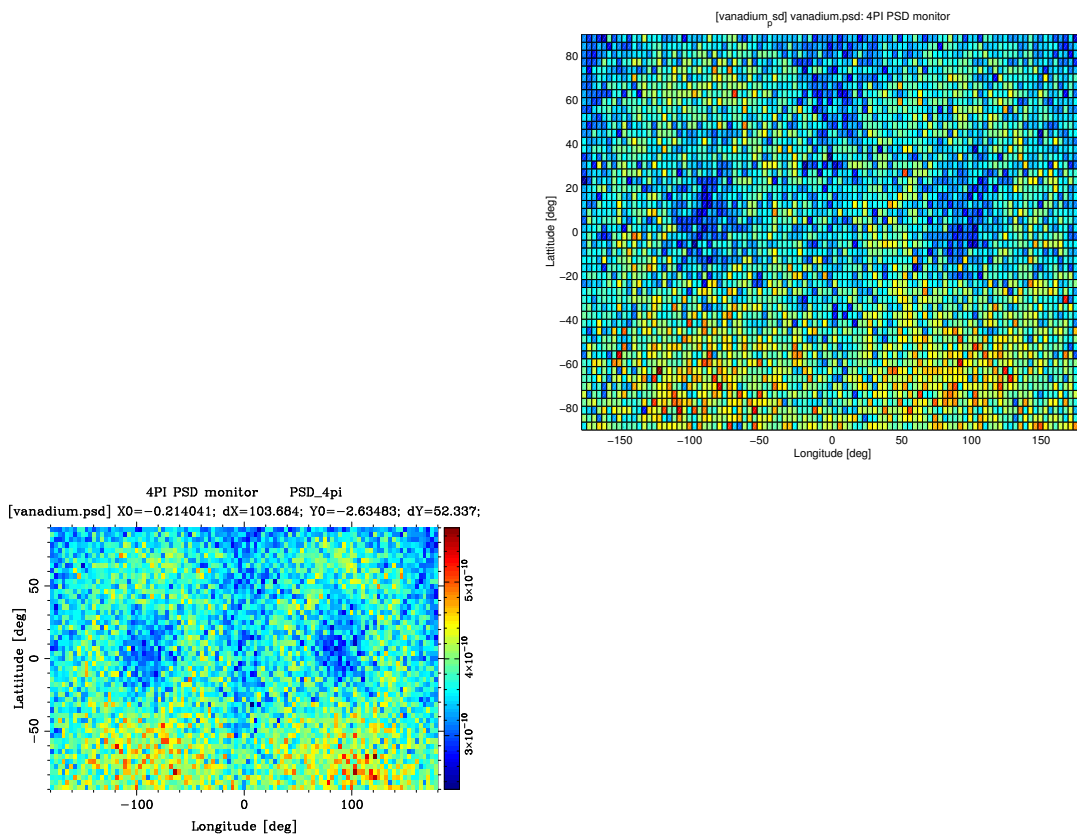 [vanadium_psd] vanadium.psd: 4PI PSD monitor
80
60
40
20
0
−20
−40
−60
−80
Lattitude [deg]
−150 −100 −50 0 50 100 150
Longitude [deg]
4PI PSD monitor PSD_4pi
[vanadium.psd] X0=−0.214041; dX=103.684; Y0=−2.63483; dY=52.337;
50
0
−50
Lattitude [deg]
5×10⁻¹⁰
4×10⁻¹⁰
3×10⁻¹⁰
−100 0 100
Longitude [deg]